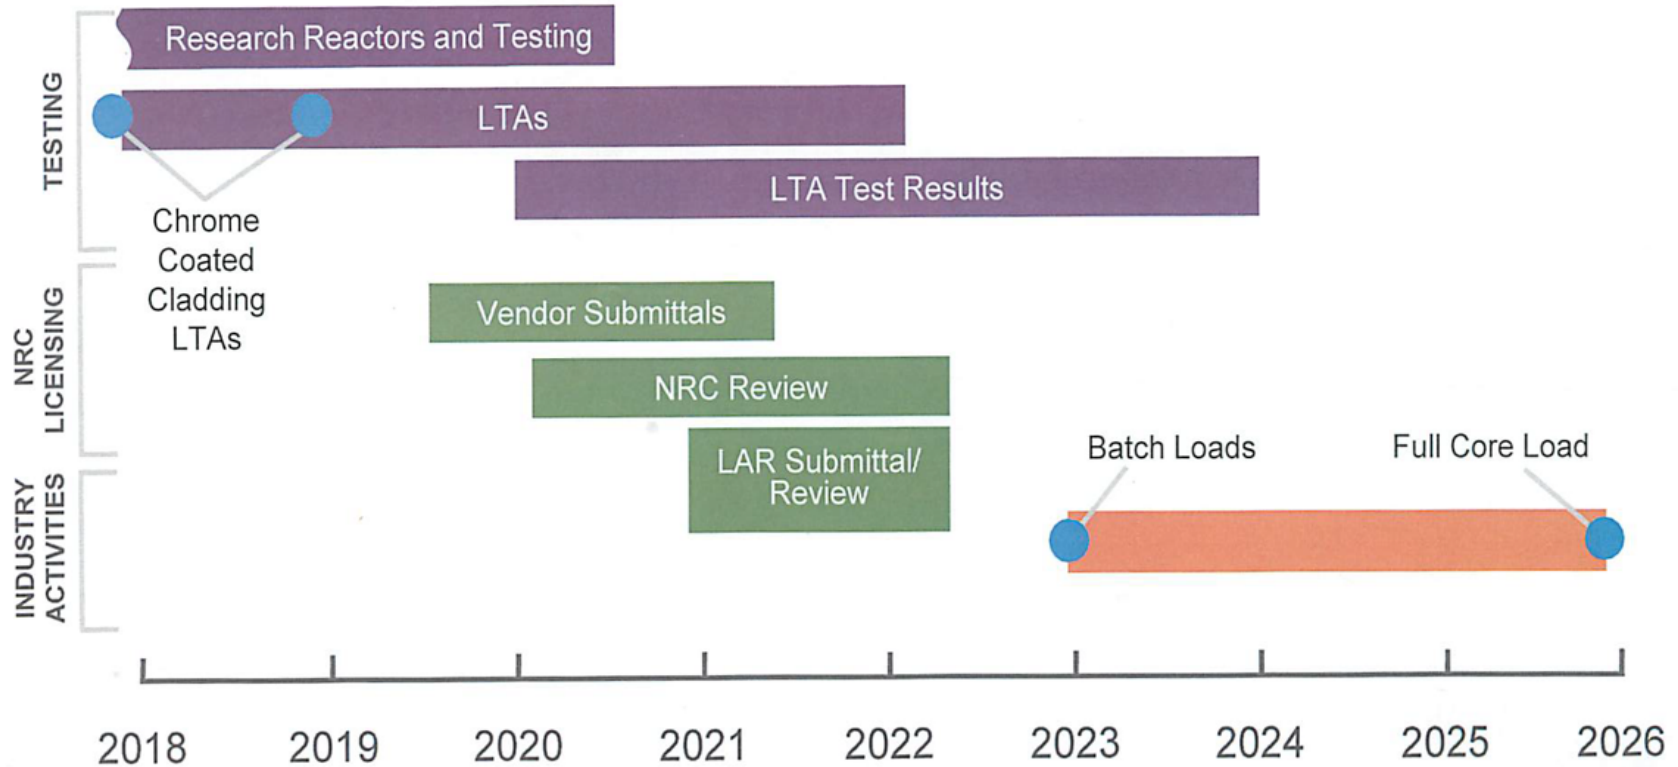 TESTING
Research Reactors and Testing
LTAs
LTA Test Results
Chrome
Coated
Cladding
LTAs
NRC
LICENSING
Vendor Submittals
NRC Review
LAR Submittal/
Review
INDUSTRY
ACTIVITIES
Batch Loads
Full Core Load
2018
2019
2020
2021
2022
2023
2024
2025
2026